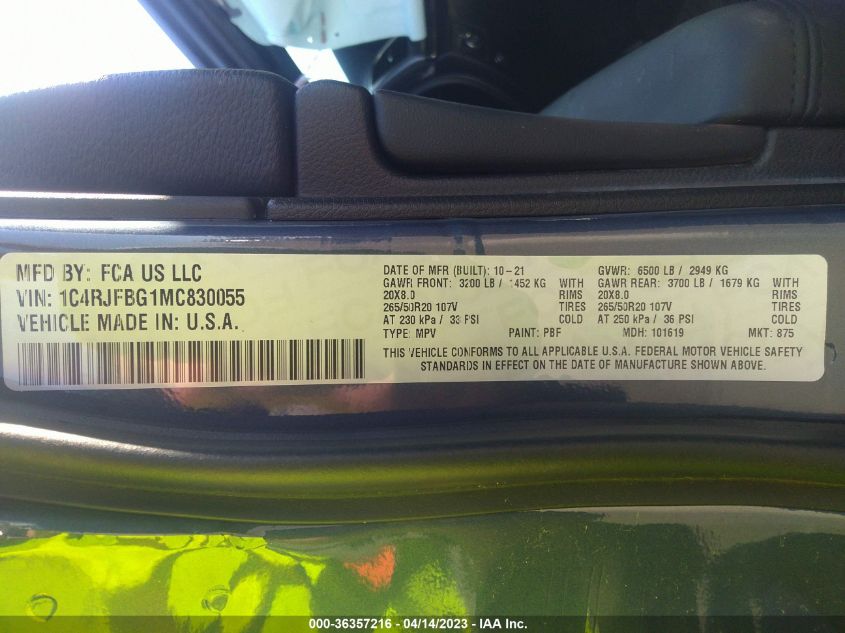 MFD BY: FCA US LLC
VIN: 1C4RJFBG1MC830055
VEHICLE MADE IN: U.S.A.
DATE OF MFR (BUILT): 10-21 GVWR: 6500 LB / 2949 KG
GAWR FRONT: 3200 LB / 1452 KG WITH GAWR REAR: 3700 LB / 1679 KG WITH
20X8.0 TIRES 20X8.0 TIRES
265/50R20 107V 265/50R20 107V
AT 230 kPa / 33 PSI COLD AT 250 kPa / 36 PSI COLD
TYPE: MPV PAINT: PBF MDH: 101619 MKT: 875
THIS VEHICLE CONFORMS TO ALL APPLICABLE U.S.A. FEDERAL MOTOR VEHICLE SAFETY
STANDARDS IN EFFECT ON THE DATE OF MANUFACTURE SHOWN ABOVE.
000-36357216 - 04/14/2023 - IAA Inc.